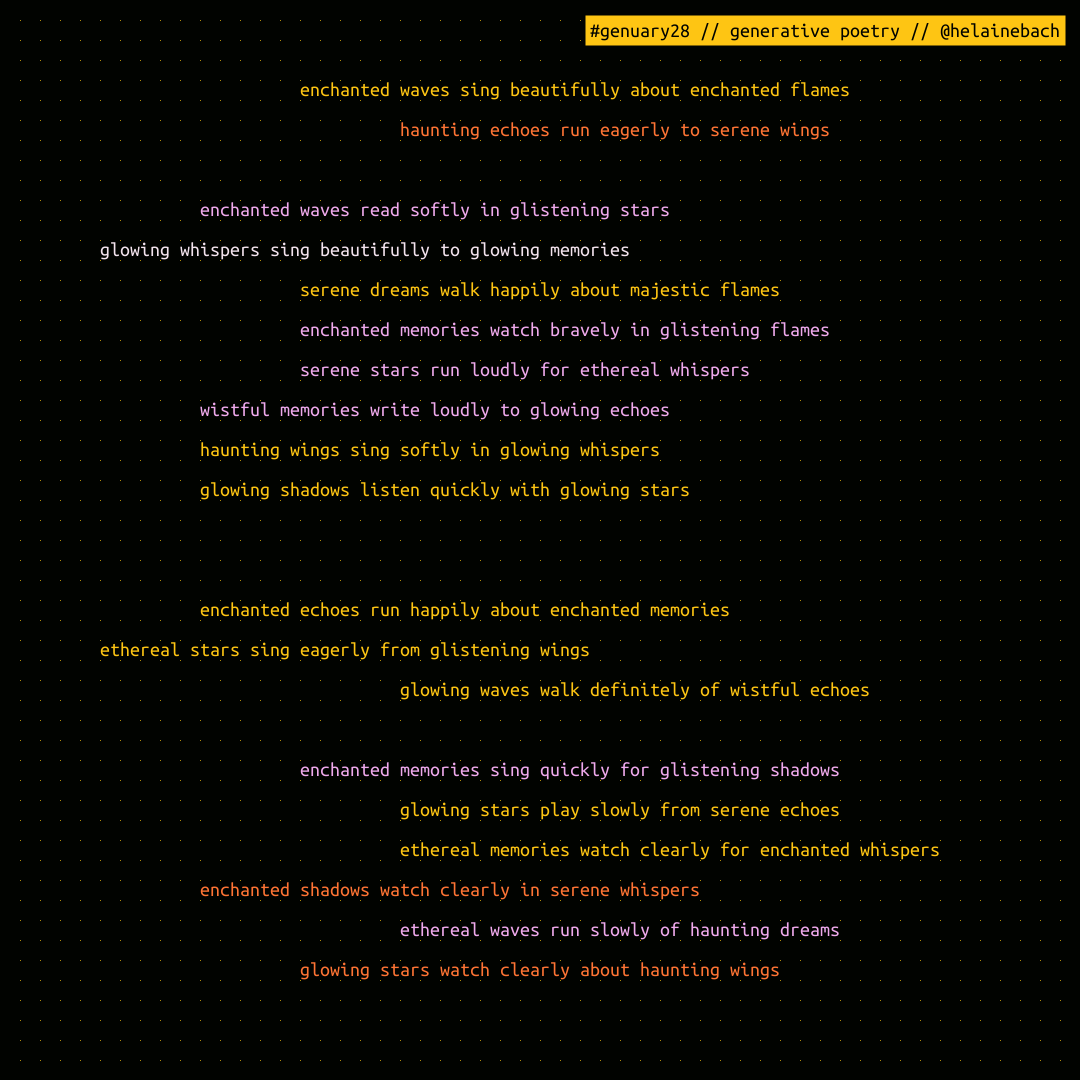 #genuary28 // generative poetry // @helainebach
enchanted waves sing beautifully about enchanted flames
haunting echoes run eagerly to serene wings
enchanted waves read softly in glistening stars
glowing whispers sing beautifully to glowing memories
serene dreams walk happily about majestic flames
enchanted memories watch bravely in glistening flames
serene stars run loudly for ethereal whispers
wistful memories write loudly to glowing echoes
haunting wings sing softly in glowing whispers
glowing shadows listen quickly with glowing stars
enchanted echoes run happily about enchanted memories
ethereal stars sing eagerly from glistening wings
glowing waves walk definitely of wistful echoes
enchanted memories sing quickly for glistening shadows
glowing stars play slowly from serene echoes
ethereal memories watch clearly for enchanted whispers
enchanted shadows watch clearly in serene whispers
ethereal waves run slowly of haunting dreams
glowing stars watch clearly about haunting wings